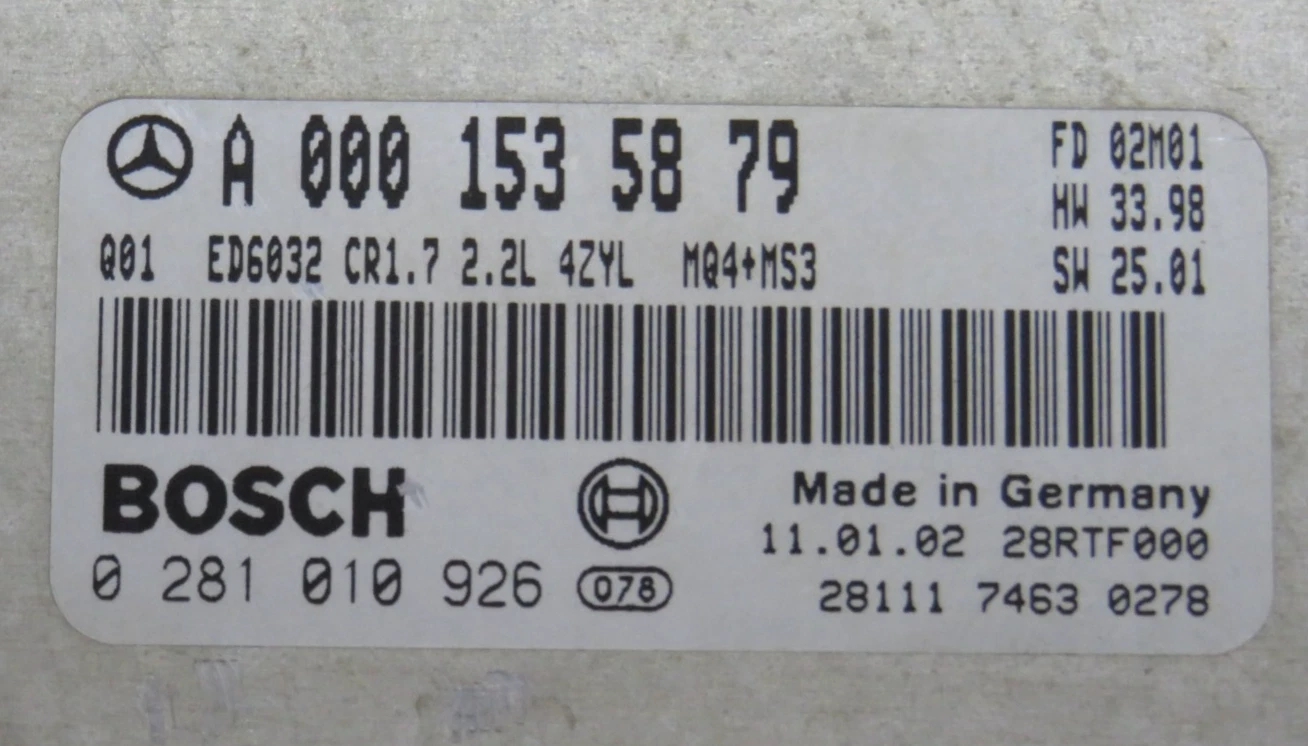 A 000 153 58 79
FD 02M01
HW 33.98
Q01 ED6032 CR1.7 2.2L 4ZYL MQ4+MS3
SW 25.01
BOSCH
Made in Germany
11.01.02 28RTF000
0 281 010 926 078
28111 7463 0278